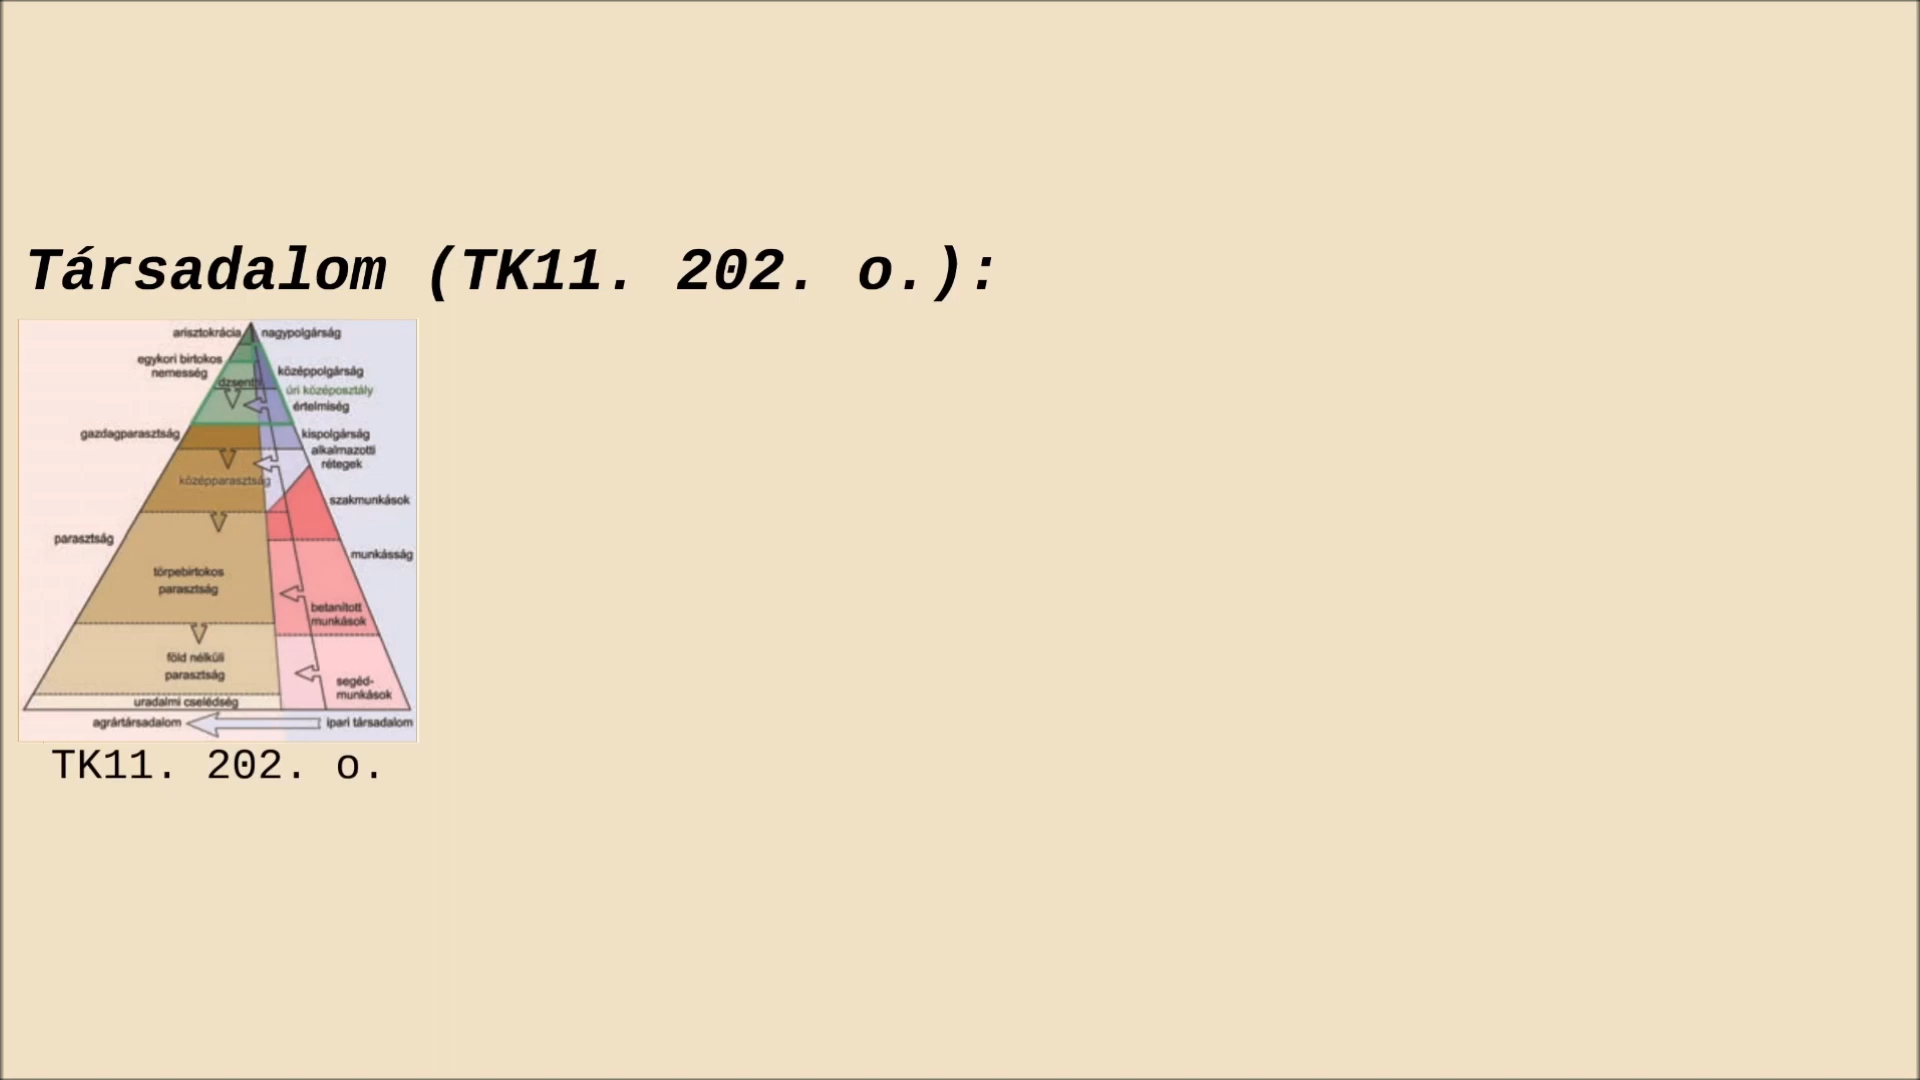 Társadalom (TK11. 202. o.):
arisztokrácia
nagypolgárság
egykori birtokos
nemesség
középpolgárság
dzsentri
úri középosztály
értelmiség
gazdagparasztság
kispolgárság
alkalmazotti
rétegek
középparasztság
szakmunkások
parasztság
munkásság
törpebirtokos
parasztság
betanított
munkások
föld nélküli
parasztság
segéd-
munkások
uradalmi cselédség
agrártársadalom
ipari társadalom
TK11. 202. o.